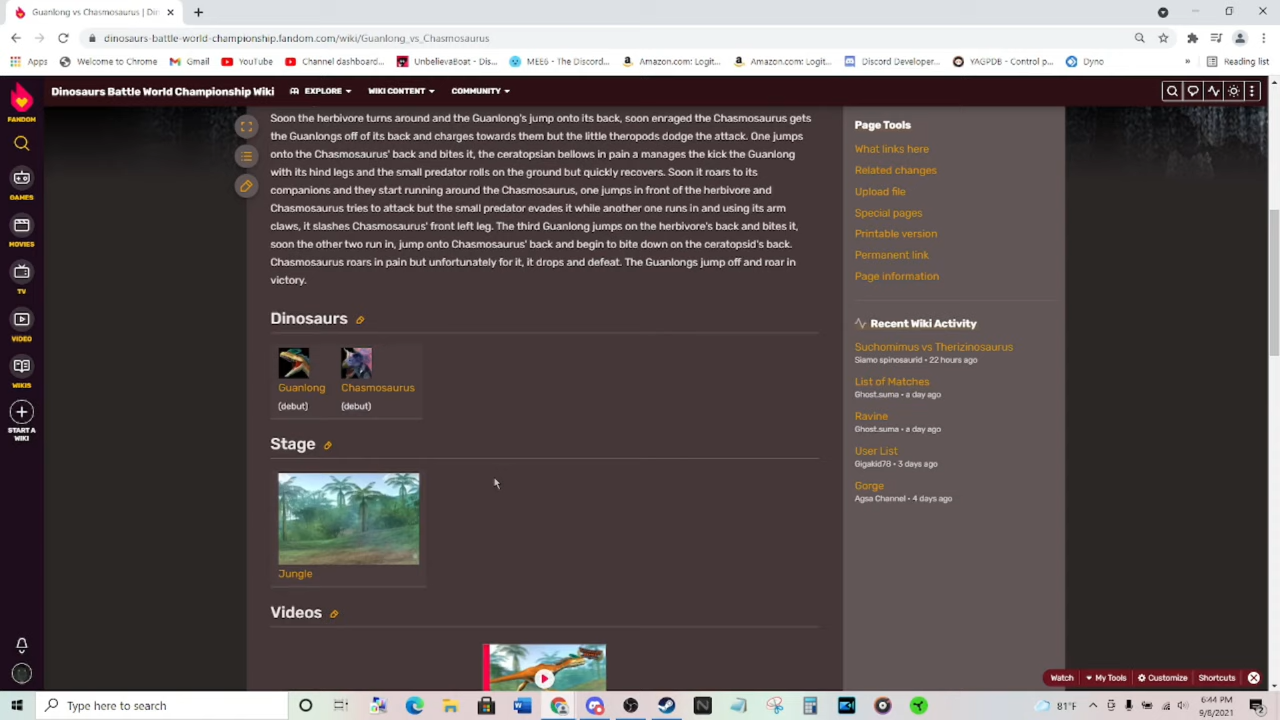 Guanlong vs Chasmosaurus | Din
dinosaurs-battle-world-championship.fandom.com/wiki/Guanlong_vs_Chasmosaurus
Apps
Welcome to Chrome
Gmail
YouTube
Channel dashboard...
UnbelievaBoat - Dis...
MEE6 - The Discord...
Amazon.com: Logit...
Amazon.com: Logit...
Discord Developer...
YAGPDB - Control p...
Dyno
»
Reading list
Dinosaurs Battle World Championship Wiki
EXPLORE
WIKI CONTENT
COMMUNITY
FANDOM
GAMES
MOVIES
TV
VIDEO
WIKIS
START A
WIKI
Soon the herbivore turns around and the Guanlong's jump onto its back, soon enraged the Chasmosaurus gets
the Guanlongs off of its back and charges towards them but the little theropods dodge the attack. One jumps
onto the Chasmosaurus' back and bites it, the ceratopsian bellows in pain a manages the kick the Guanlong
with its hind legs and the small predator rolls on the ground but quickly recovers. Soon it roars to its
companions and they start running around the Chasmosaurus, one jumps in front of the herbivore and
Chasmosaurus tries to attack but the small predator evades it while another one runs in and using its arm
claws, it slashes Chasmosaurus' front left leg. The third Guanlong jumps on the herbivore's back and bites it,
soon the other two run in, jump onto Chasmosaurus' back and begin to bite down on the ceratopsid's back.
Chasmosaurus roars in pain but unfortunately for it, it drops and defeat. The Guanlongs jump off and roar in
victory.
Dinosaurs
Guanlong
(debut)
Chasmosaurus
(debut)
Stage
Jungle
Videos
Page Tools
What links here
Related changes
Upload file
Special pages
Printable version
Permanent link
Page information
Recent Wiki Activity
Suchomimus vs Therizinosaurus
Siamo spinosaurid • 22 hours ago
List of Matches
Ghost.suma • a day ago
Ravine
Ghost.suma • a day ago
User List
Gigakid78 • 3 days ago
Gorge
Agsa Channel • 4 days ago
Watch
My Tools
Customize
Shortcuts
Type here to search
81°F
6:44 PM
9/8/2021